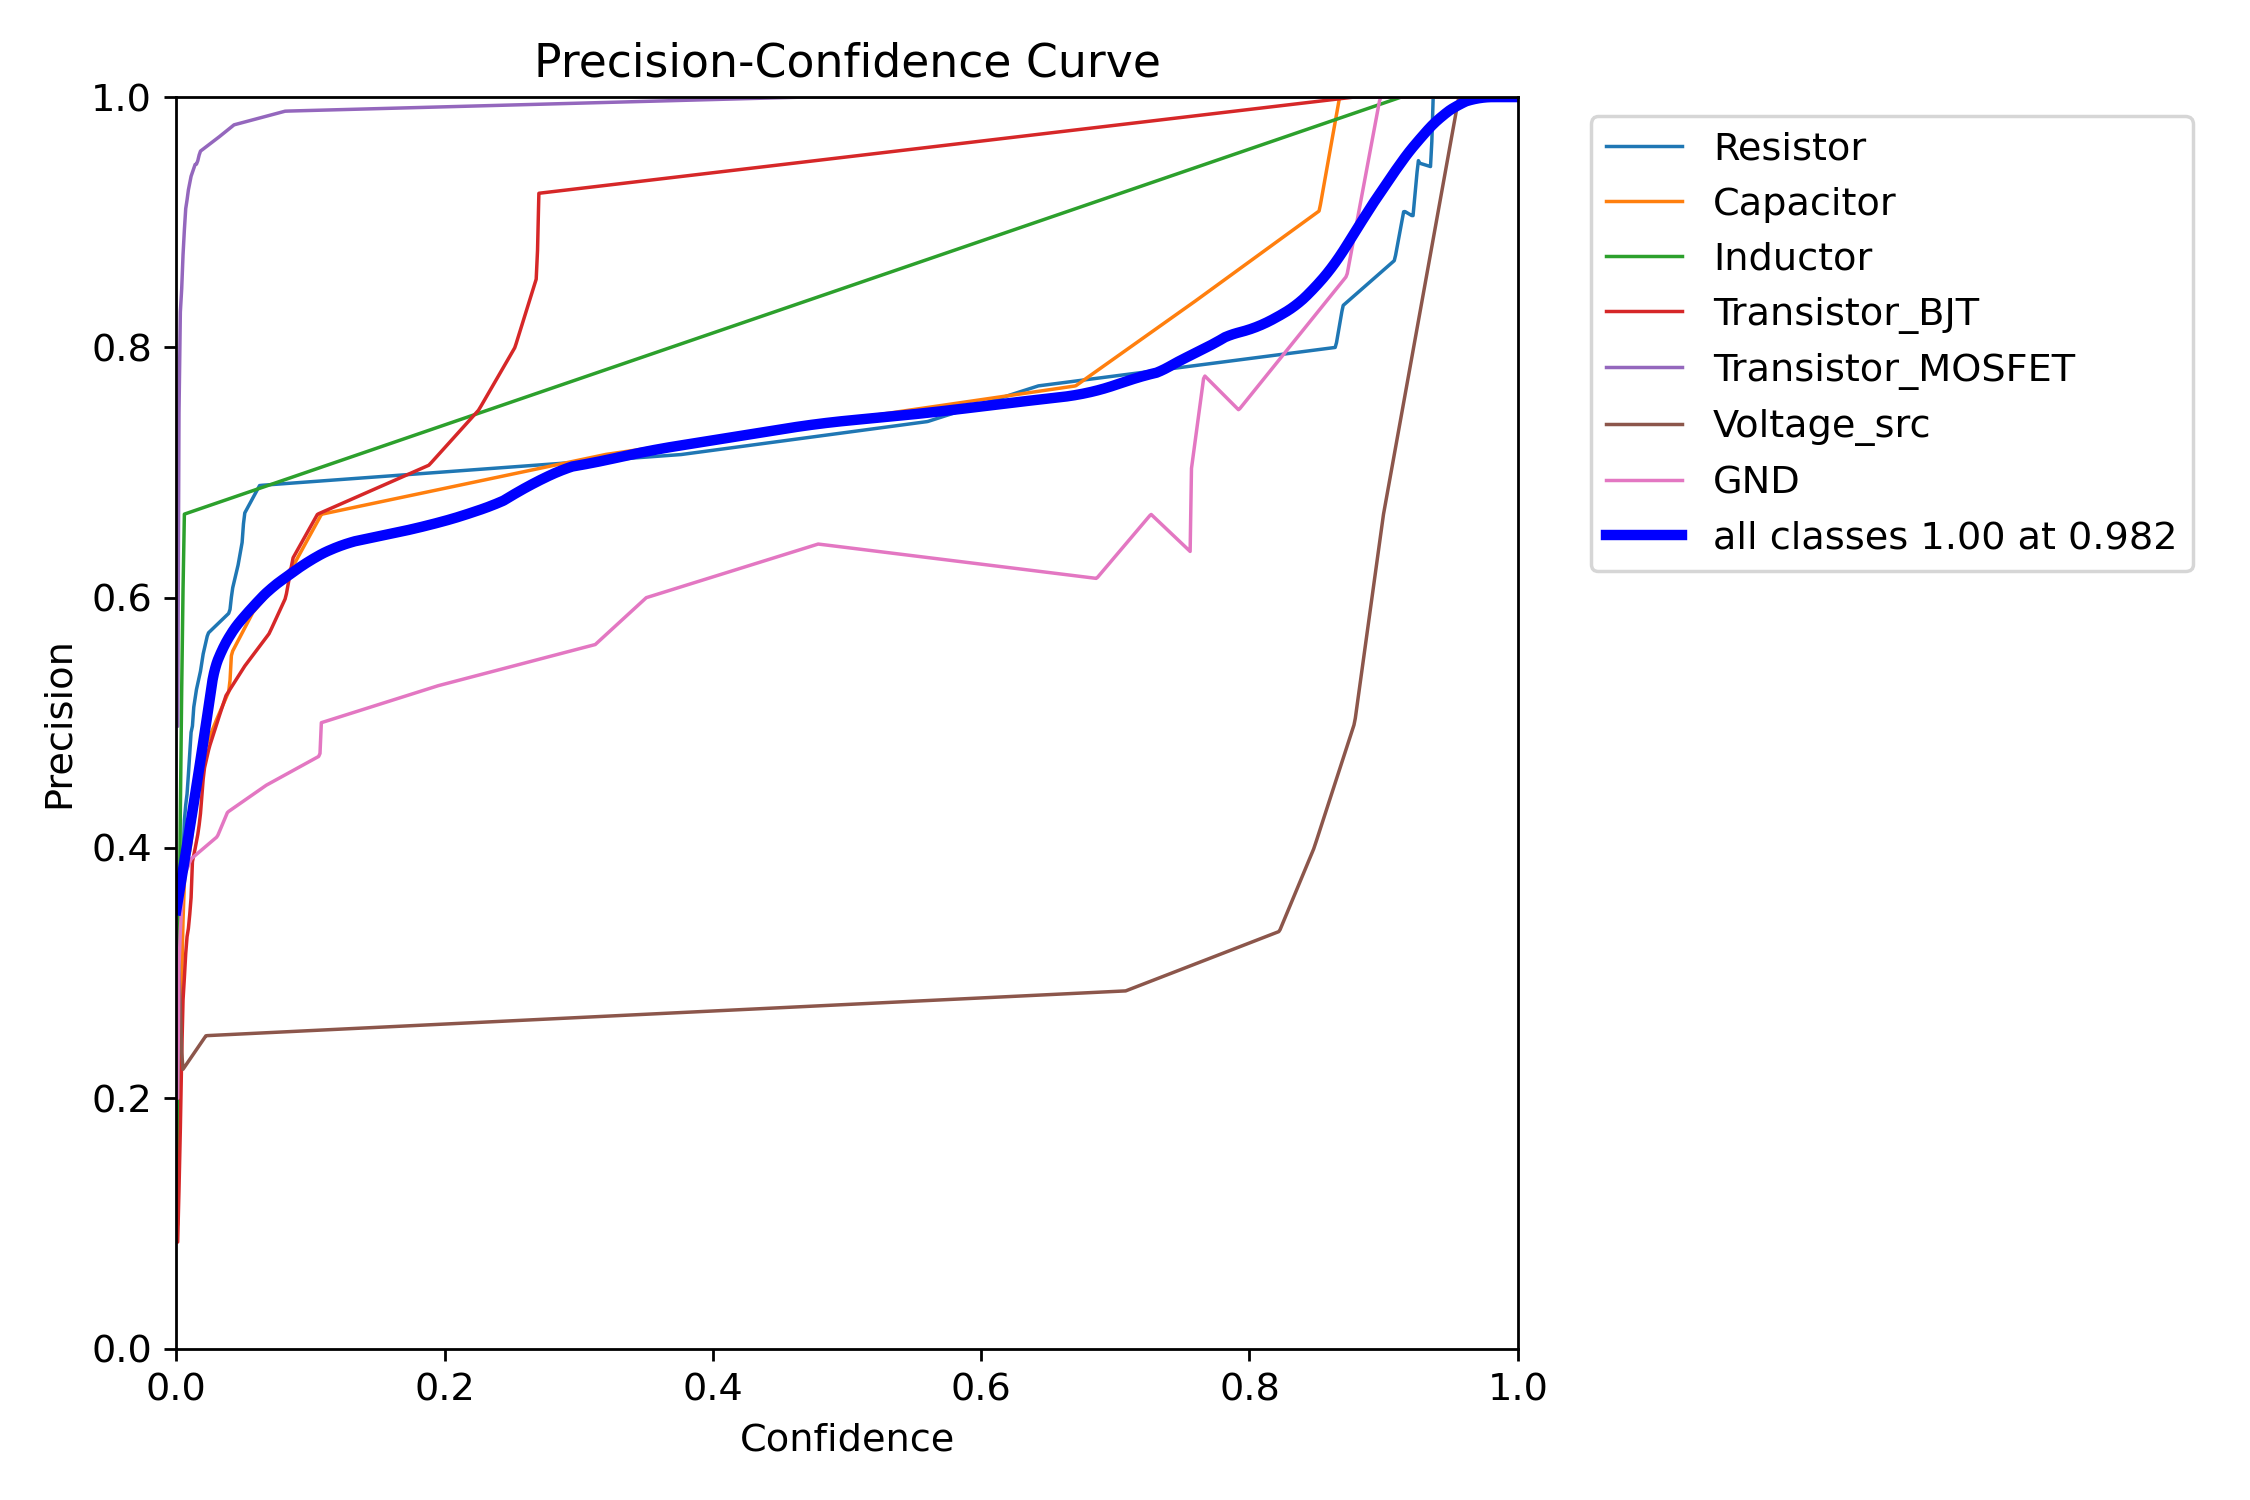 Precision-Confidence Curve
1.0
0.8
0.6
0.4
0.2
0.0
Precision
0.0 0.2 0.4 0.6 0.8 1.0
Confidence
Resistor
Capacitor
Inductor
Transistor_BJT
Transistor_MOSFET
Voltage_src
GND
all classes 1.00 at 0.982